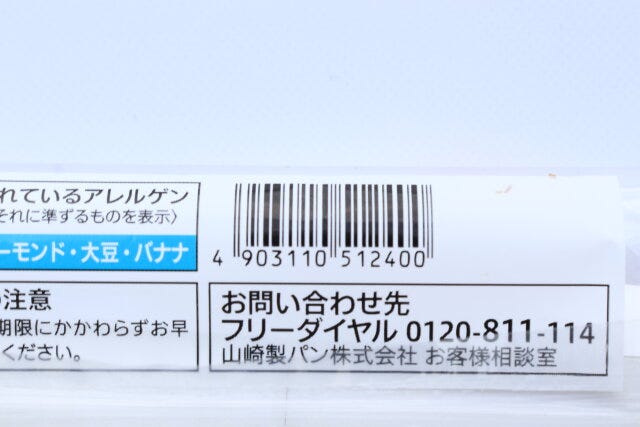 れているアレルゲン
それに準ずるものを表示〉
ーモンド・大豆・バナナ
4 903110 512400
の注意
期限にかかわらずお早
ください。
お問い合わせ先
フリーダイヤル 0120-811-114
山崎製パン株式会社 お客様相談室